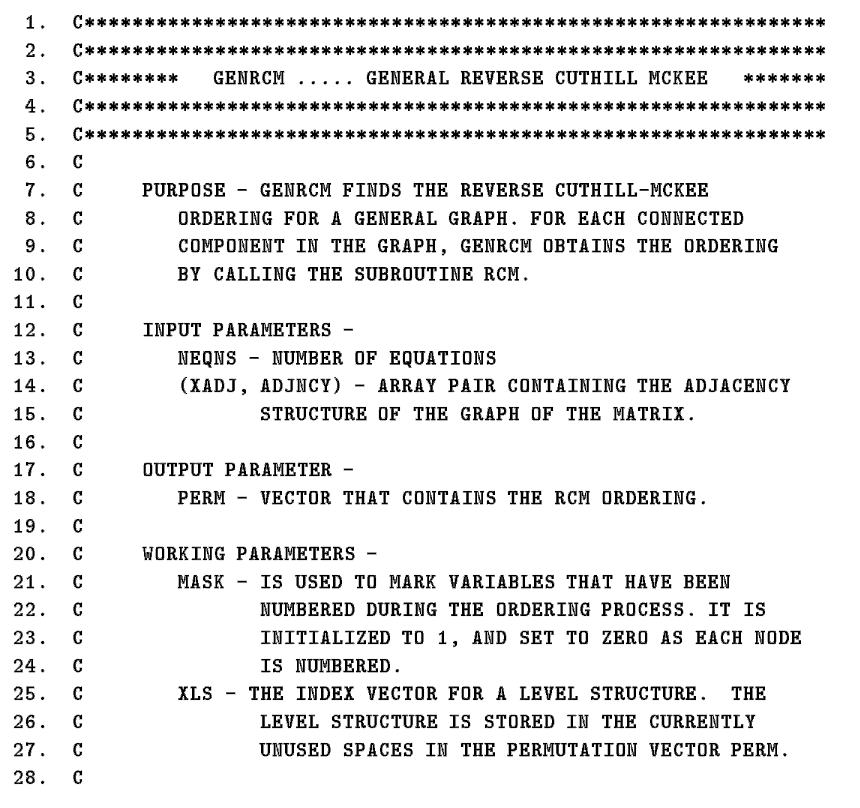 1. C**************************************************************
2. C**************************************************************
3. C******** GENRCM ..... GENERAL REVERSE CUTHILL MCKEE *******
4. C**************************************************************
5. C**************************************************************
6. C
7. C PURPOSE - GENRCM FINDS THE REVERSE CUTHILL-MCKEE
8. C ORDERING FOR A GENERAL GRAPH. FOR EACH CONNECTED
9. C COMPONENT IN THE GRAPH, GENRCM OBTAINS THE ORDERING
10. C BY CALLING THE SUBROUTINE RCM.
11. C
12. C INPUT PARAMETERS -
13. C NEQNS - NUMBER OF EQUATIONS
14. C (XADJ, ADJNCY) - ARRAY PAIR CONTAINING THE ADJACENCY
15. C STRUCTURE OF THE GRAPH OF THE MATRIX.
16. C
17. C OUTPUT PARAMETER -
18. C PERM - VECTOR THAT CONTAINS THE RCM ORDERING.
19. C
20. C WORKING PARAMETERS -
21. C MASK - IS USED TO MARK VARIABLES THAT HAVE BEEN
22. C NUMBERED DURING THE ORDERING PROCESS. IT IS
23. C INITIALIZED TO 1, AND SET TO ZERO AS EACH NODE
24. C IS NUMBERED.
25. C XLS - THE INDEX VECTOR FOR A LEVEL STRUCTURE. THE
26. C LEVEL STRUCTURE IS STORED IN THE CURRENTLY
27. C UNUSED SPACES IN THE PERMUTATION VECTOR PERM.
28. C